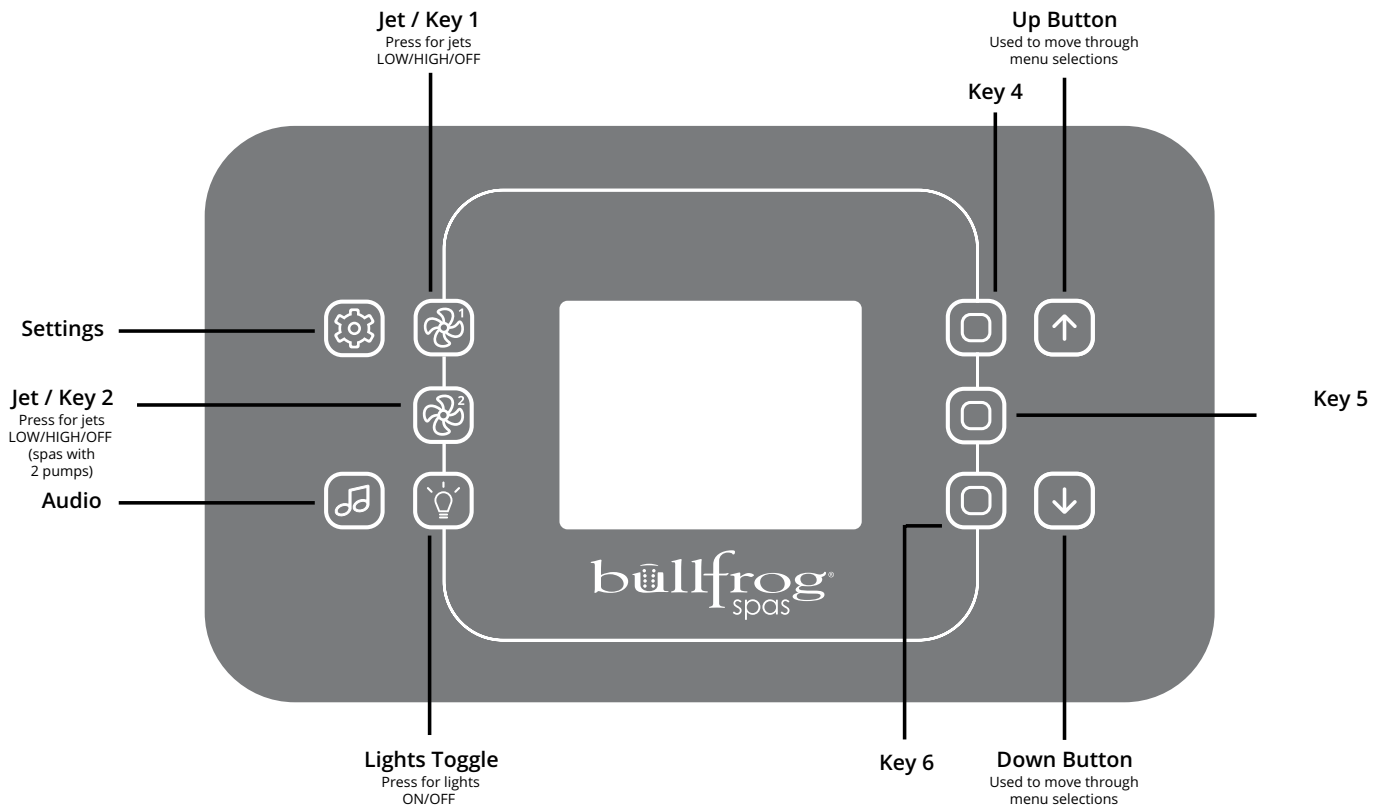 Jet / Key 1
Press for jets
LOW/HIGH/OFF
Up Button
Used to move through
menu selections
Key 4
1
Settings
Jet / Key 2
Press for jets
LOW/HIGH/OFF
(spas with
2 pumps)
2
Key 5
Audio
bullfrog®
spas
Lights Toggle
Press for lights
ON/OFF
Key 6
Down Button
Used to move through
menu selections